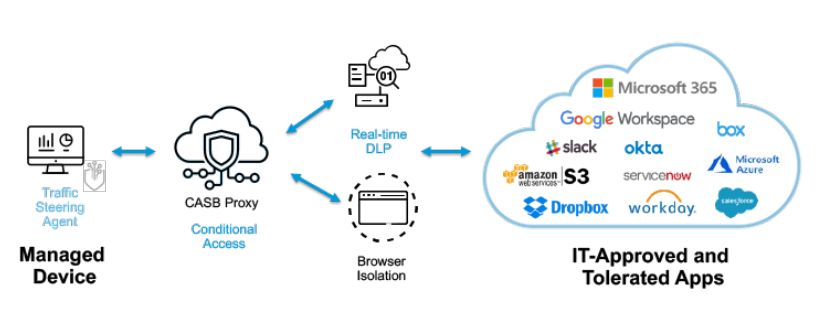 Traffic
Steering
Agent
Managed
Device
CASB Proxy
Conditional
Access
01
Real-time
DLP
Browser
Isolation
Microsoft 365
Google Workspace
box
slack
okta
amazon
web services
S3
servicenow
Microsoft
Azure
Dropbox
workday.
salesforce
IT-Approved and
Tolerated Apps